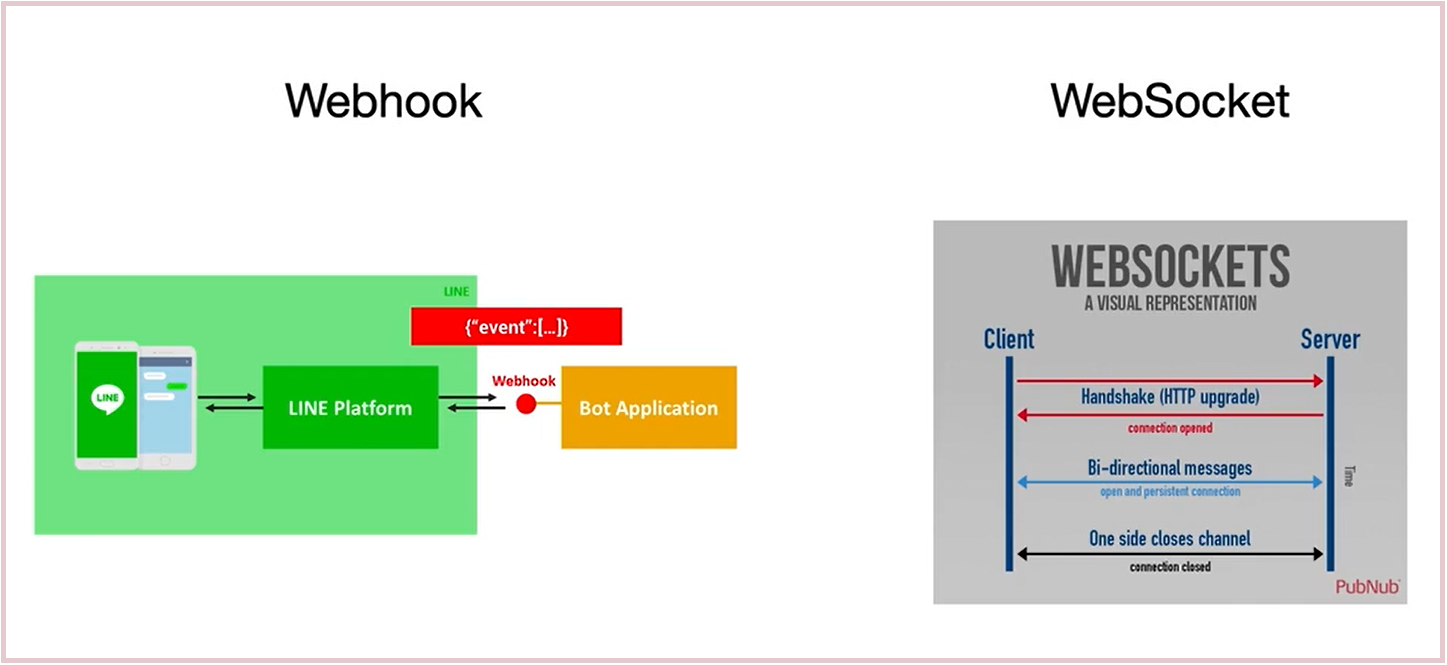 Webhook
LINE
{“event”:[…]}
LINE
LINE Platform
Webhook
Bot Application
WebSocket
WEBSOCKETS
A VISUAL REPRESENTATION
Client
Server
Handshake (HTTP upgrade)
connection opened
Bi-directional messages
open and persistent connection
Time
One side closes channel
connection closed
PubNub